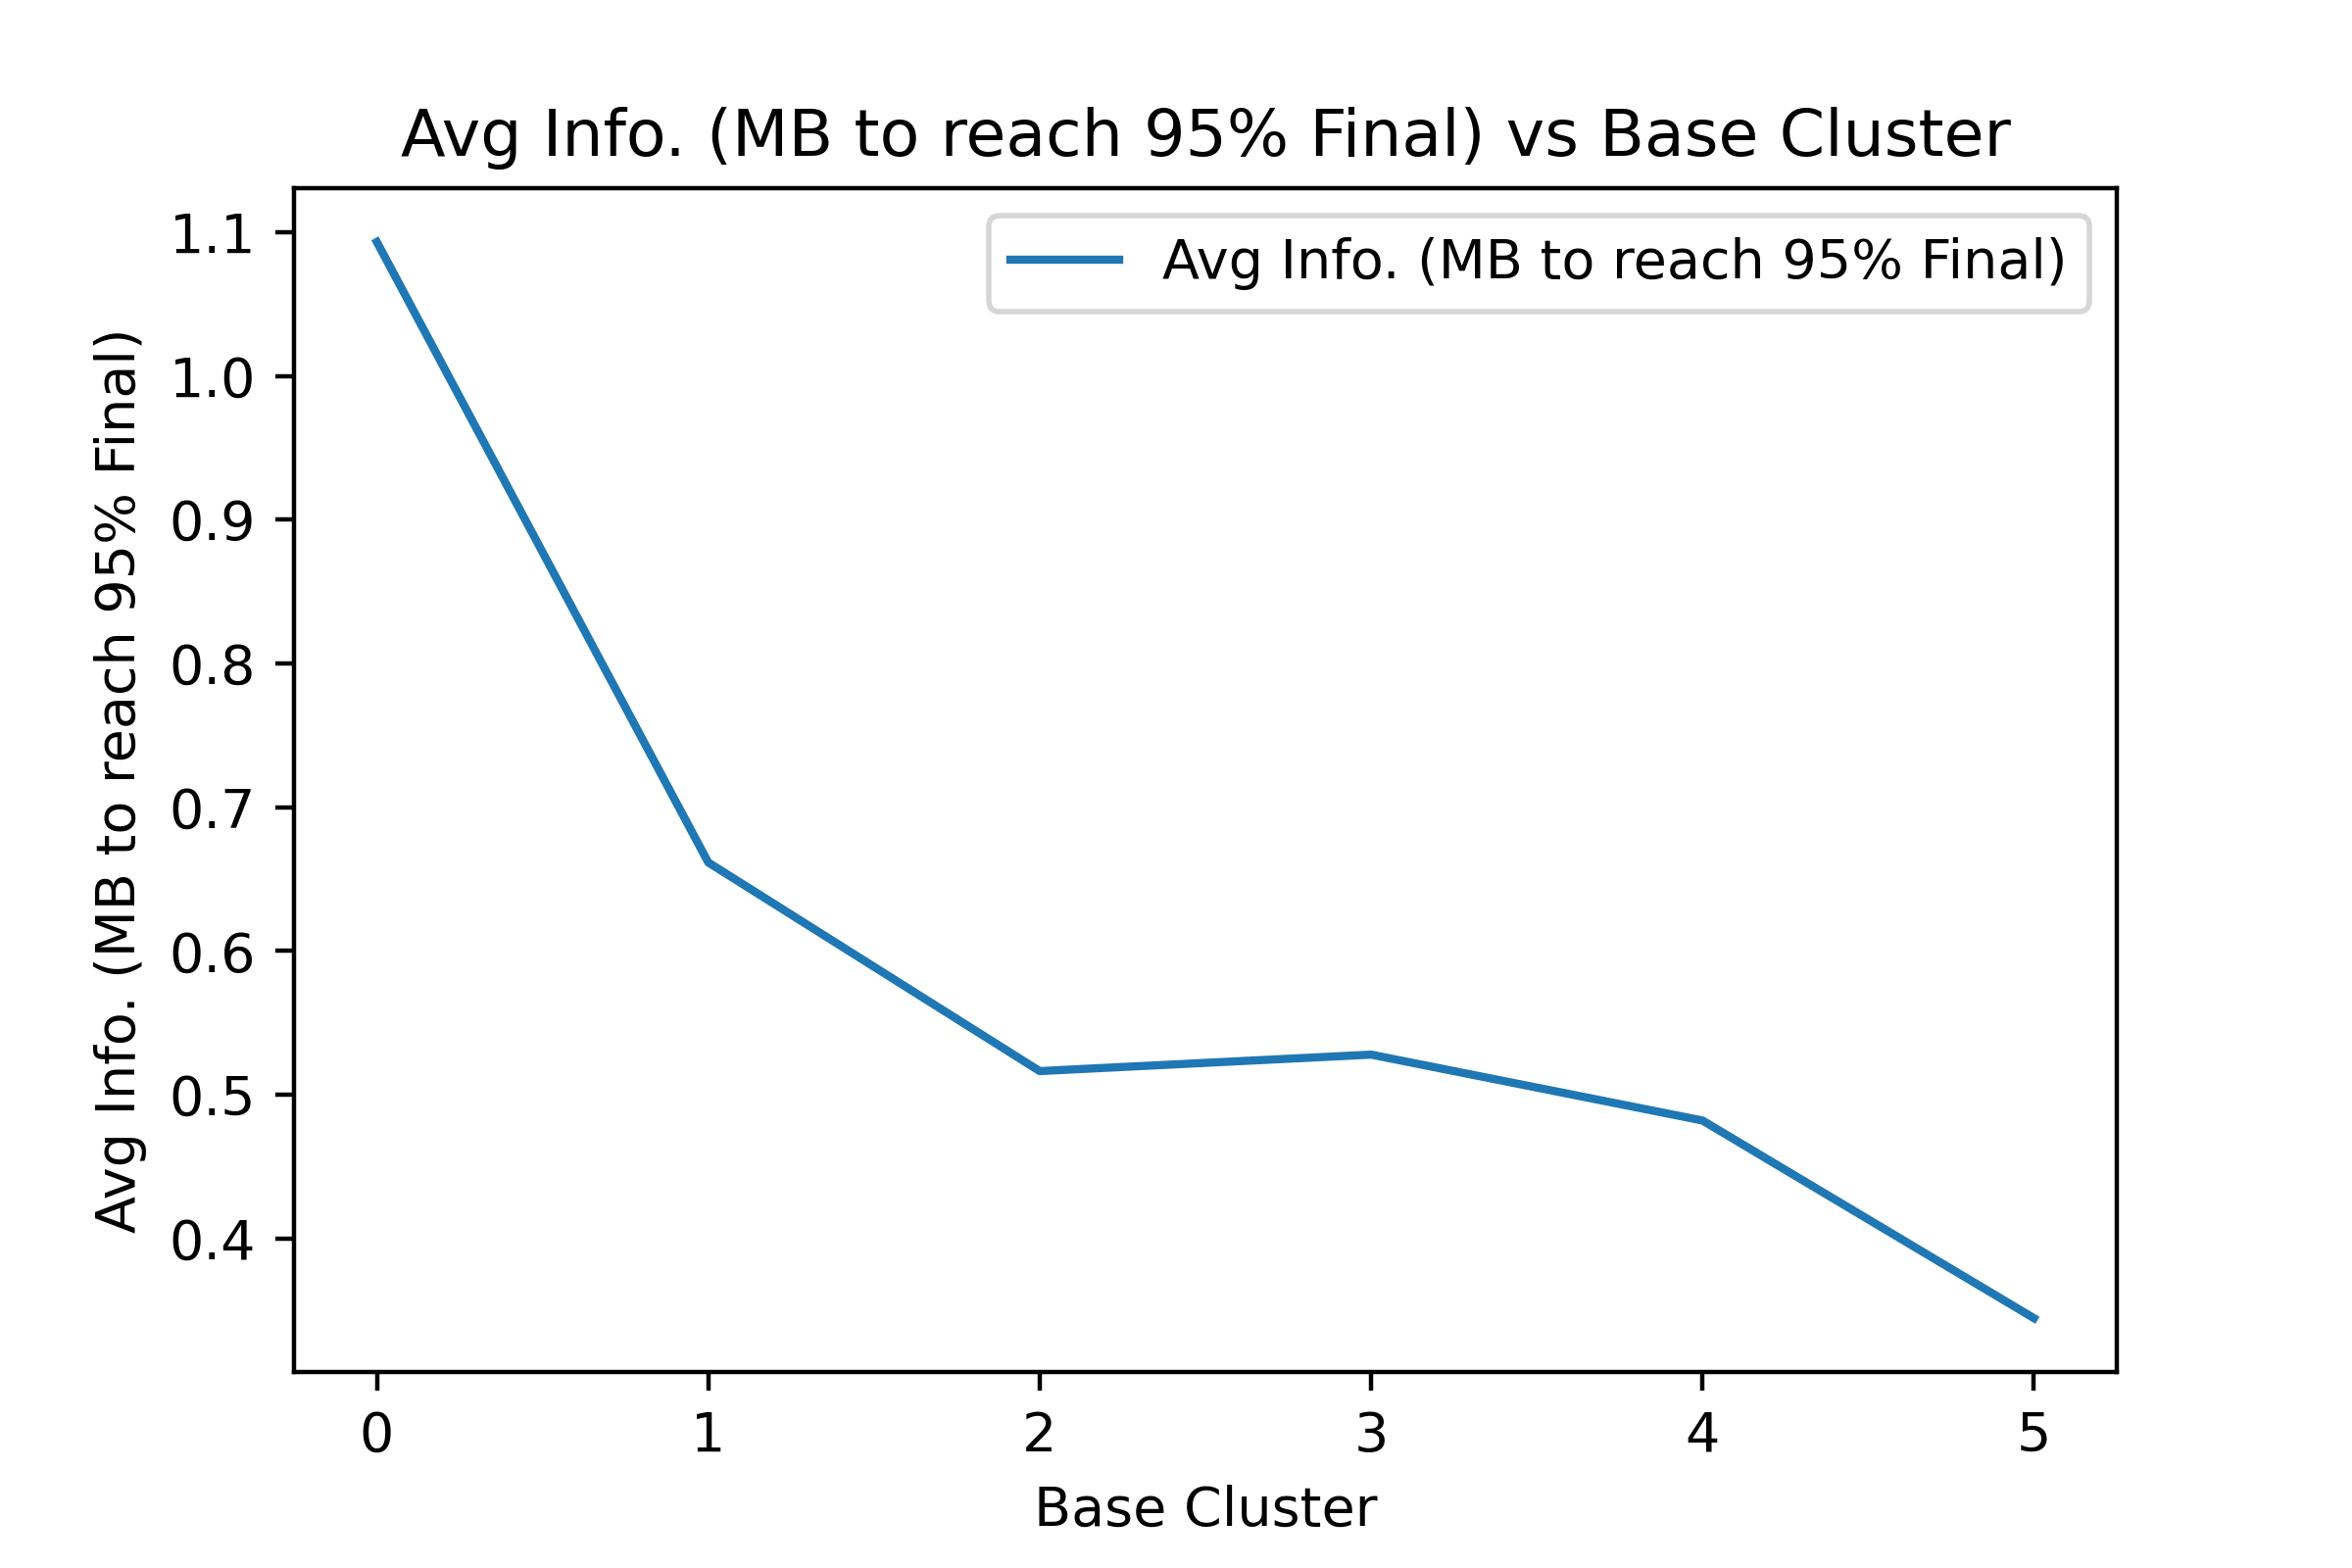 Avg Info. (MB to reach 95% Final) vs Base Cluster
Avg Info. (MB to reach 95% Final)
Avg Info. (MB to reach 95% Final)
1.1
1.0
0.9
0.8
0.7
0.6
0.5
0.4
0 1 2 3 4 5
Base Cluster